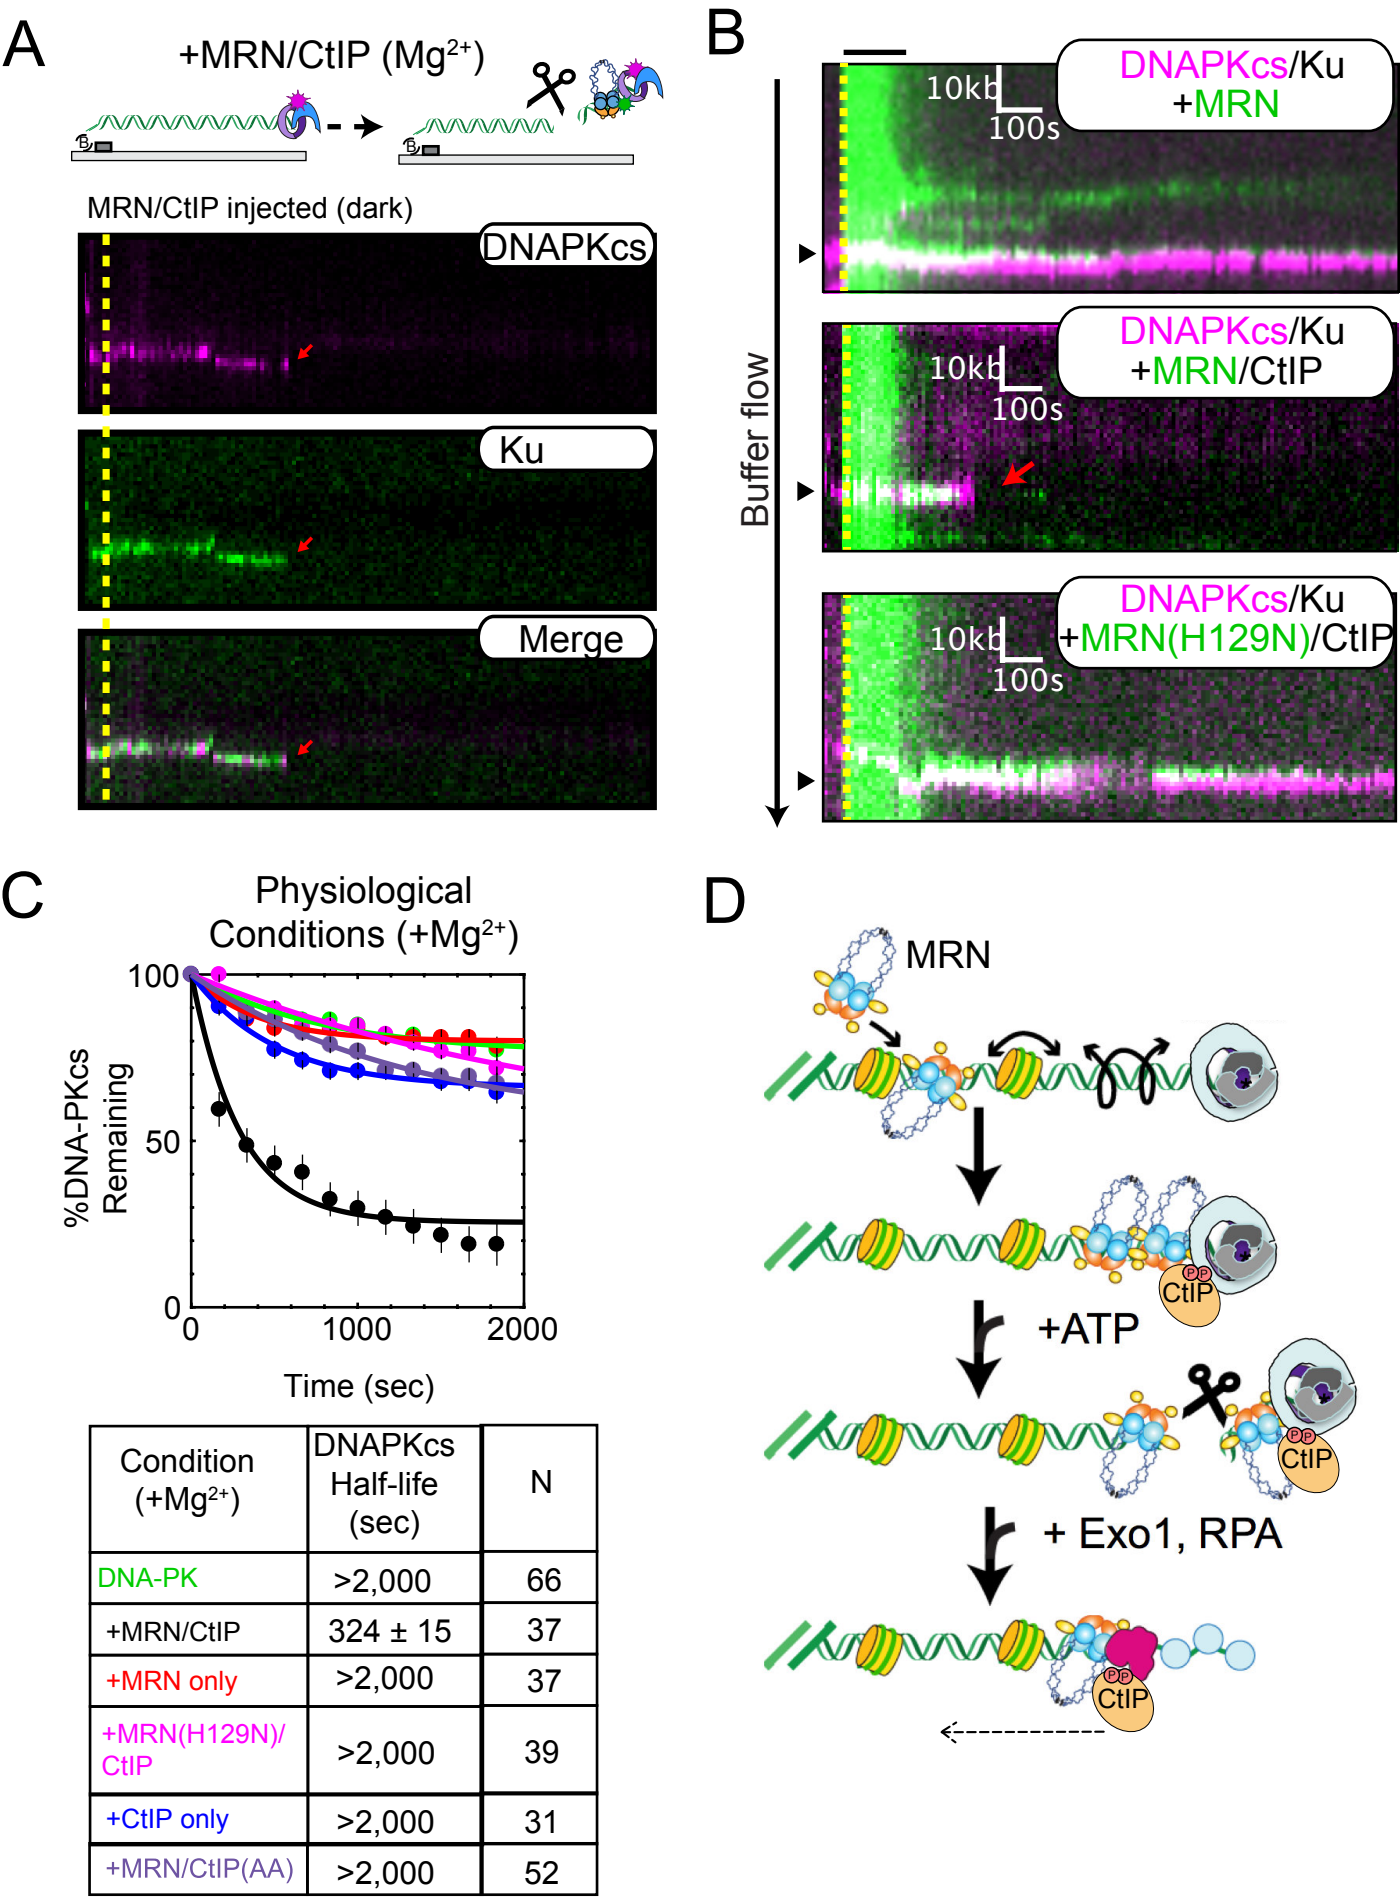 A
+MRN/CtIP (Mg²⁺)
B
B
MRN/CtIP injected (dark)
DNAPKcs
Ku
Merge
B
Buffer flow
10kb
100s
DNAPKcs/Ku
+MRN
10kb
100s
DNAPKcs/Ku
+MRN/CtIP
10kb
100s
DNAPKcs/Ku
+MRN(H129N)/CtIP
C
Physiological
Conditions (+Mg²⁺)
%DNA-PKcs
Remaining
100
50
0
0 1000 2000
Time (sec)
Condition
(+Mg²⁺)
DNAPKcs
Half-life
(sec)
N
DNA-PK >2,000 66
+MRN/CtIP 324 ± 15 37
+MRN only >2,000 37
+MRN(H129N)/
CtIP >2,000 39
+CtIP only >2,000 31
+MRN/CtIP(AA) >2,000 52
D
MRN
P P
CtIP
+ATP
P P
CtIP
+ Exo1, RPA
P P
CtIP